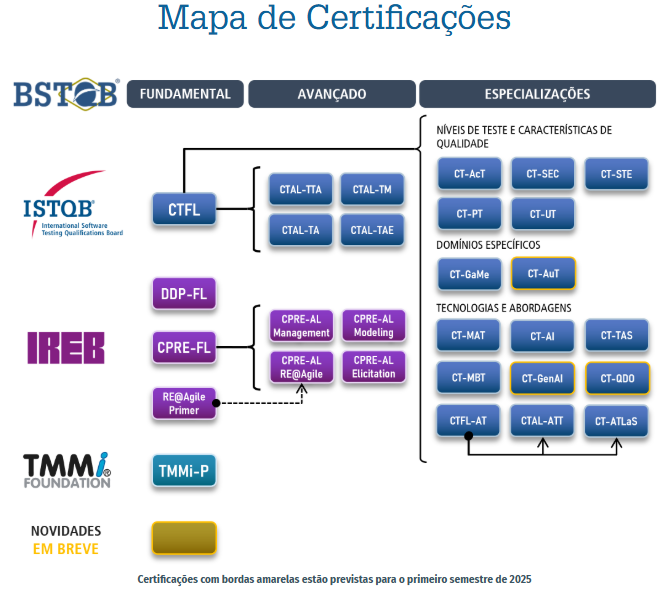 Mapa de Certificações
BSTQB®
FUNDAMENTAL
AVANÇADO
ESPECIALIZAÇÕES
ISTQB®
International Software
Testing Qualifications Board
CTFL
CTAL-TTA
CTAL-TM
CTAL-TA
CTAL-TAE
NÍVEIS DE TESTE E CARACTERÍSTICAS DE
QUALIDADE
CT-AcT
CT-SEC
CT-STE
CT-PT
CT-UT
DOMÍNIOS ESPECÍFICOS
CT-GaMe
CT-AuT
TECNOLOGIAS E ABORDAGENS
CT-MAT
CT-AI
CT-TAS
CT-MBT
CT-GenAI
CT-QDO
CTFL-AT
CTAL-ATT
CT-ATLaS
IREB
DDP-FL
CPRE-FL
RE@Agile
Primer
CPRE-AL
Management
CPRE-AL
Modeling
CPRE-AL
RE@Agile
CPRE-AL
Elicitation
TMMi®
FOUNDATION
TMMi-P
NOVIDADES
EM BREVE
Certificações com bordas amarelas estão previstas para o primeiro semestre de 2025